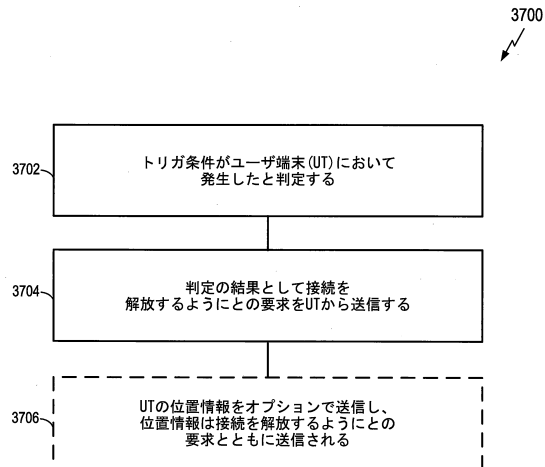 3700
3702
トリガ条件がユーザ端末(UT)において
発生したと判定する
3704
判定の結果として接続を
解放するようにとの要求をUTから送信する
3706
UTの位置情報をオプションで送信し、
位置情報は接続を解放するようにとの
要求とともに送信される